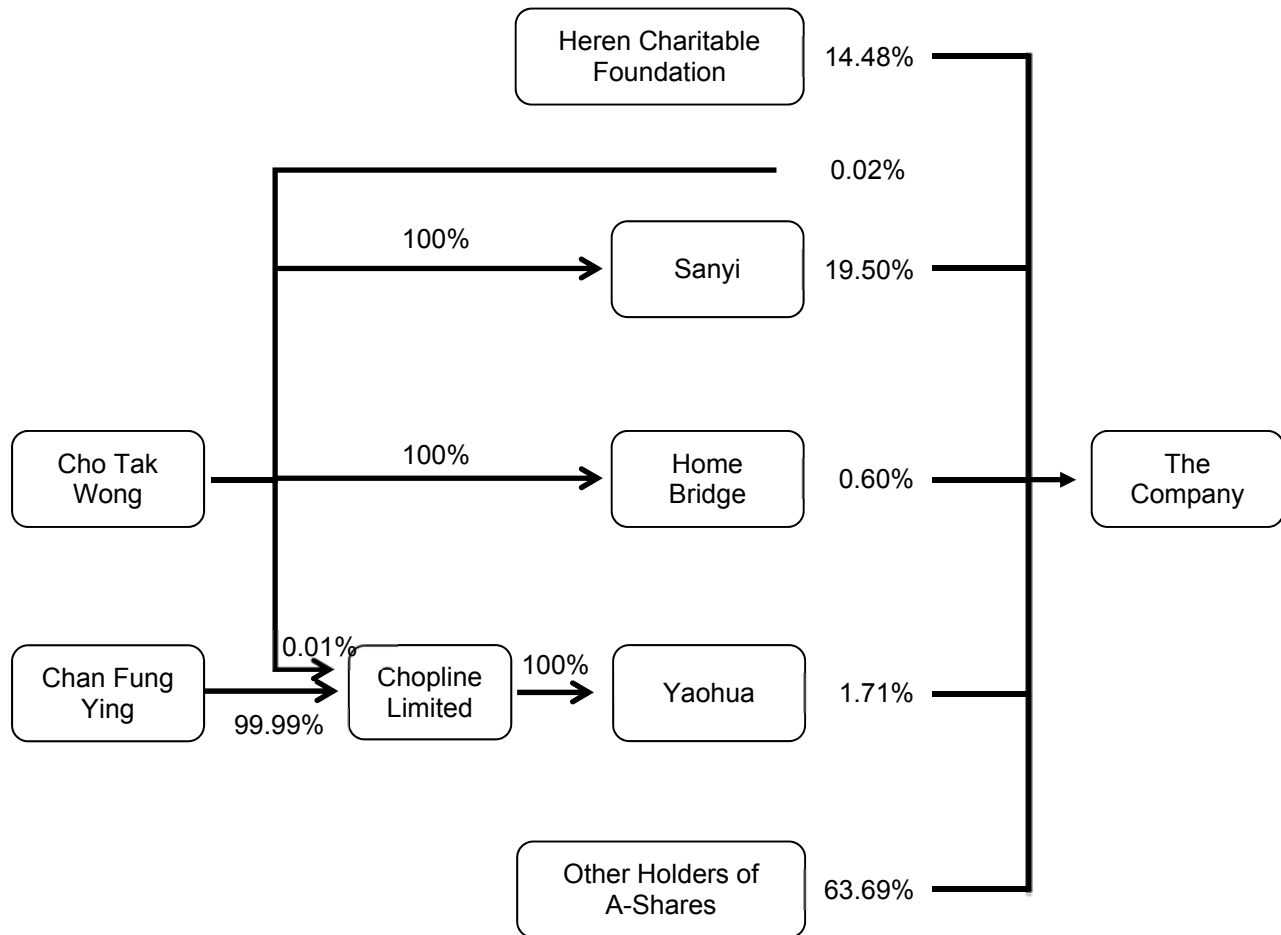 Heren Charitable
Foundation
14.48%
0.02%
100%
Sanyi
19.50%
Cho Tak
Wong
100%
Home
Bridge
0.60%
The
Company
Chan Fung
Ying
0.01%
99.99%
Chopline
Limited
100%
Yaohua
1.71%
Other Holders of
A-Shares
63.69%